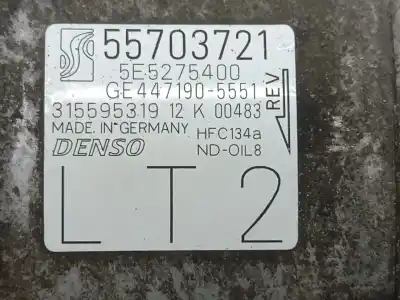 55703721
5E5275400
GE447190-5551
315595319 12 K 00483
MADE IN GERMANY HFC134a
DENSO ND-OIL8
REV
LT2